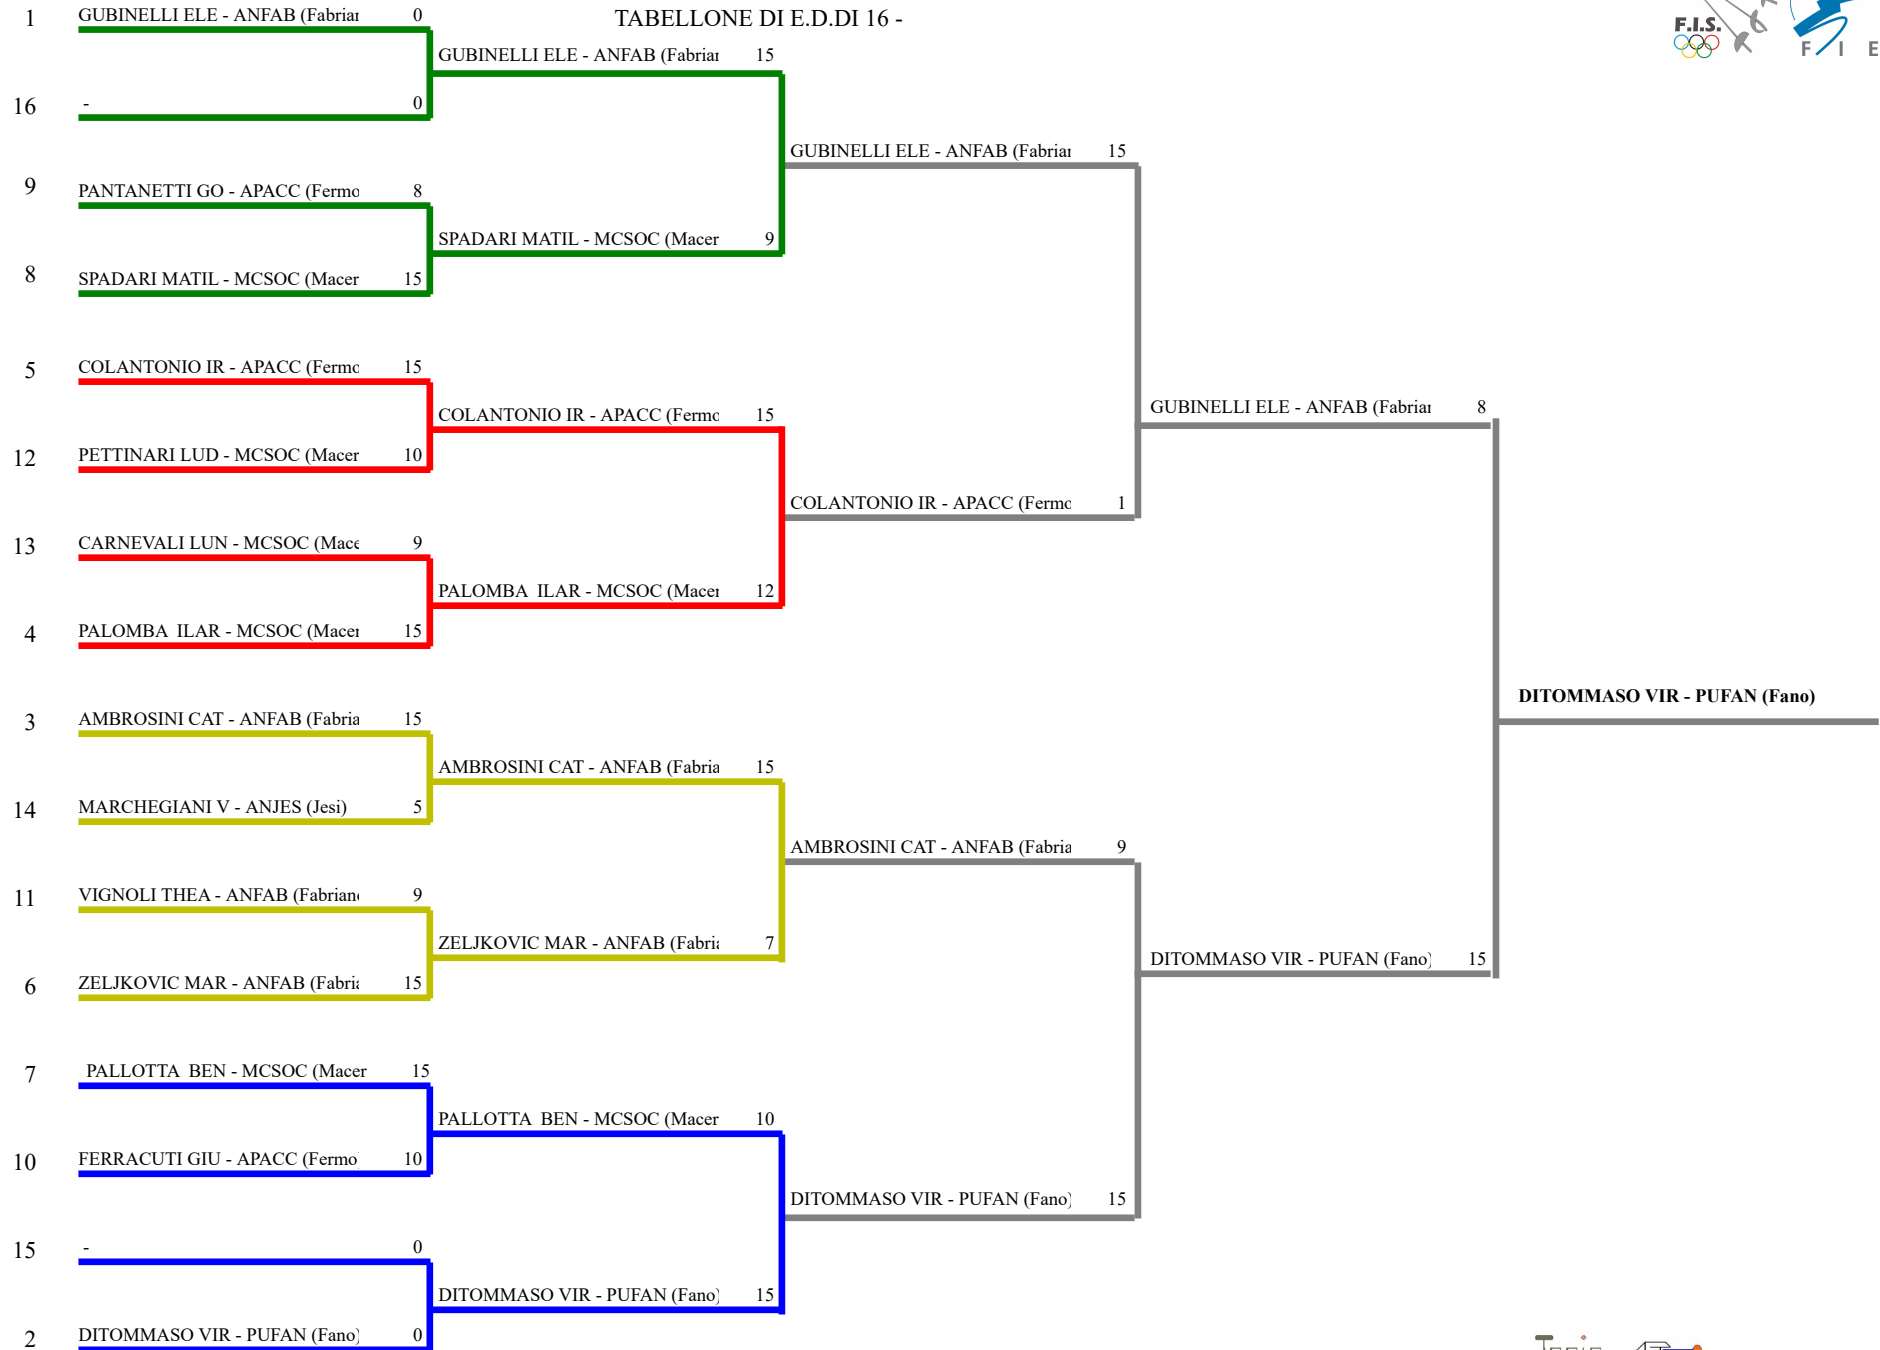 TABELLONE DI E.D.DI 16 -
F.I.S.
F I E
1 GUBINELLI ELE - ANFAB (Fabriar 0
GUBINELLI ELE - ANFAB (Fabriar 15
16 - 0
GUBINELLI ELE - ANFAB (Fabriar 15
9 PANTANETTI GO - APACC (Fermo 8
SPADARI MATIL - MCSOC (Macer 9
8 SPADARI MATIL - MCSOC (Macer 15
5 COLANTONIO IR - APACC (Fermo 15
COLANTONIO IR - APACC (Fermo 15
GUBINELLI ELE - ANFAB (Fabriar 8
12 PETTINARI LUD - MCSOC (Macer 10
COLANTONIO IR - APACC (Fermo 1
13 CARNEVALI LUN - MCSOC (Mace 9
PALOMBA ILAR - MCSOC (Macer 12
4 PALOMBA ILAR - MCSOC (Macer 15
DITOMMASO VIR - PUFAN (Fano)
3 AMBROSINI CAT - ANFAB (Fabria 15
AMBROSINI CAT - ANFAB (Fabria 15
14 MARCHEGIANI V - ANJES (Jesi) 5
AMBROSINI CAT - ANFAB (Fabria 9
11 VIGNOLI THEA - ANFAB (Fabriano 9
ZELJKOVIC MAR - ANFAB (Fabria 7
DITOMMASO VIR - PUFAN (Fano) 15
6 ZELJKOVIC MAR - ANFAB (Fabria 15
7 PALLOTTA BEN - MCSOC (Macer 15
PALLOTTA BEN - MCSOC (Macer 10
10 FERRACUTI GIU - APACC (Fermo) 10
DITOMMASO VIR - PUFAN (Fano) 15
15 - 0
DITOMMASO VIR - PUFAN (Fano) 15
2 DITOMMASO VIR - PUFAN (Fano) 0